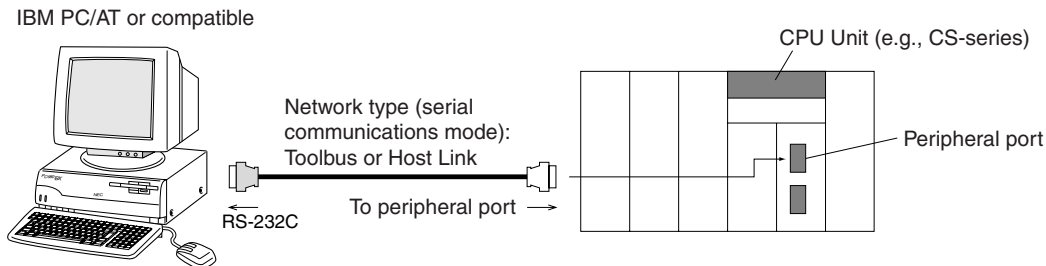 IBM PC/AT or compatible
CPU Unit (e.g., CS-series)
Network type (serial
communications mode):
Toolbus or Host Link
Peripheral port
RS-232C
To peripheral port
NEC